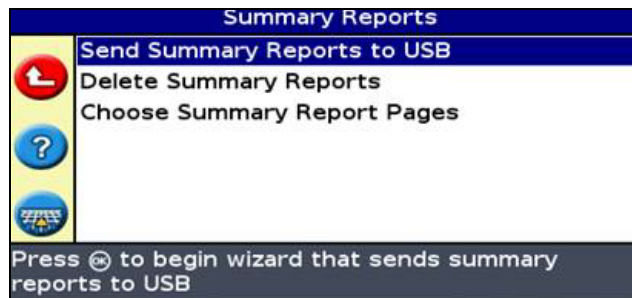 Summary Reports
Send Summary Reports to USB
Delete Summary Reports
Choose Summary Report Pages
?
Press OK to begin wizard that sends summary
reports to USB